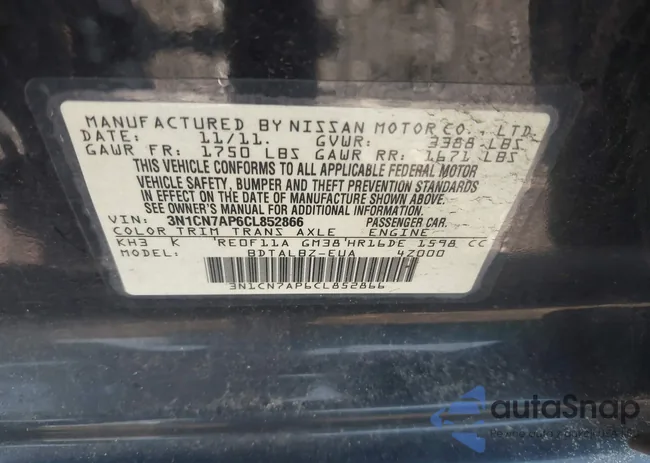 MANUFACTURED BY NISSAN MOTOR CO., LTD.
DATE: 11/11. GVWR: 3388 LBS
GAWR FR: 1750 LBS GAWR RR: 1671 LBS
THIS VEHICLE CONFORMS TO ALL APPLICABLE FEDERAL MOTOR
VEHICLE SAFETY, BUMPER AND THEFT PREVENTION STANDARDS
IN EFFECT ON THE DATE OF MANUFACTURE SHOWN ABOVE.
SEE OWNER'S MANUAL FOR ADDITIONAL INFORMATION
VIN: 3N1CN7AP6CL852866 PASSENGER CAR.
COLOR TRIM TRANS AXLE ENGINE
KH3 K 'RE0F11A GM38'HR16DE 1598 CC
MODEL: BDTALBZ-EUA 4Z000
3N1CN7AP6CL852866
autoSnap